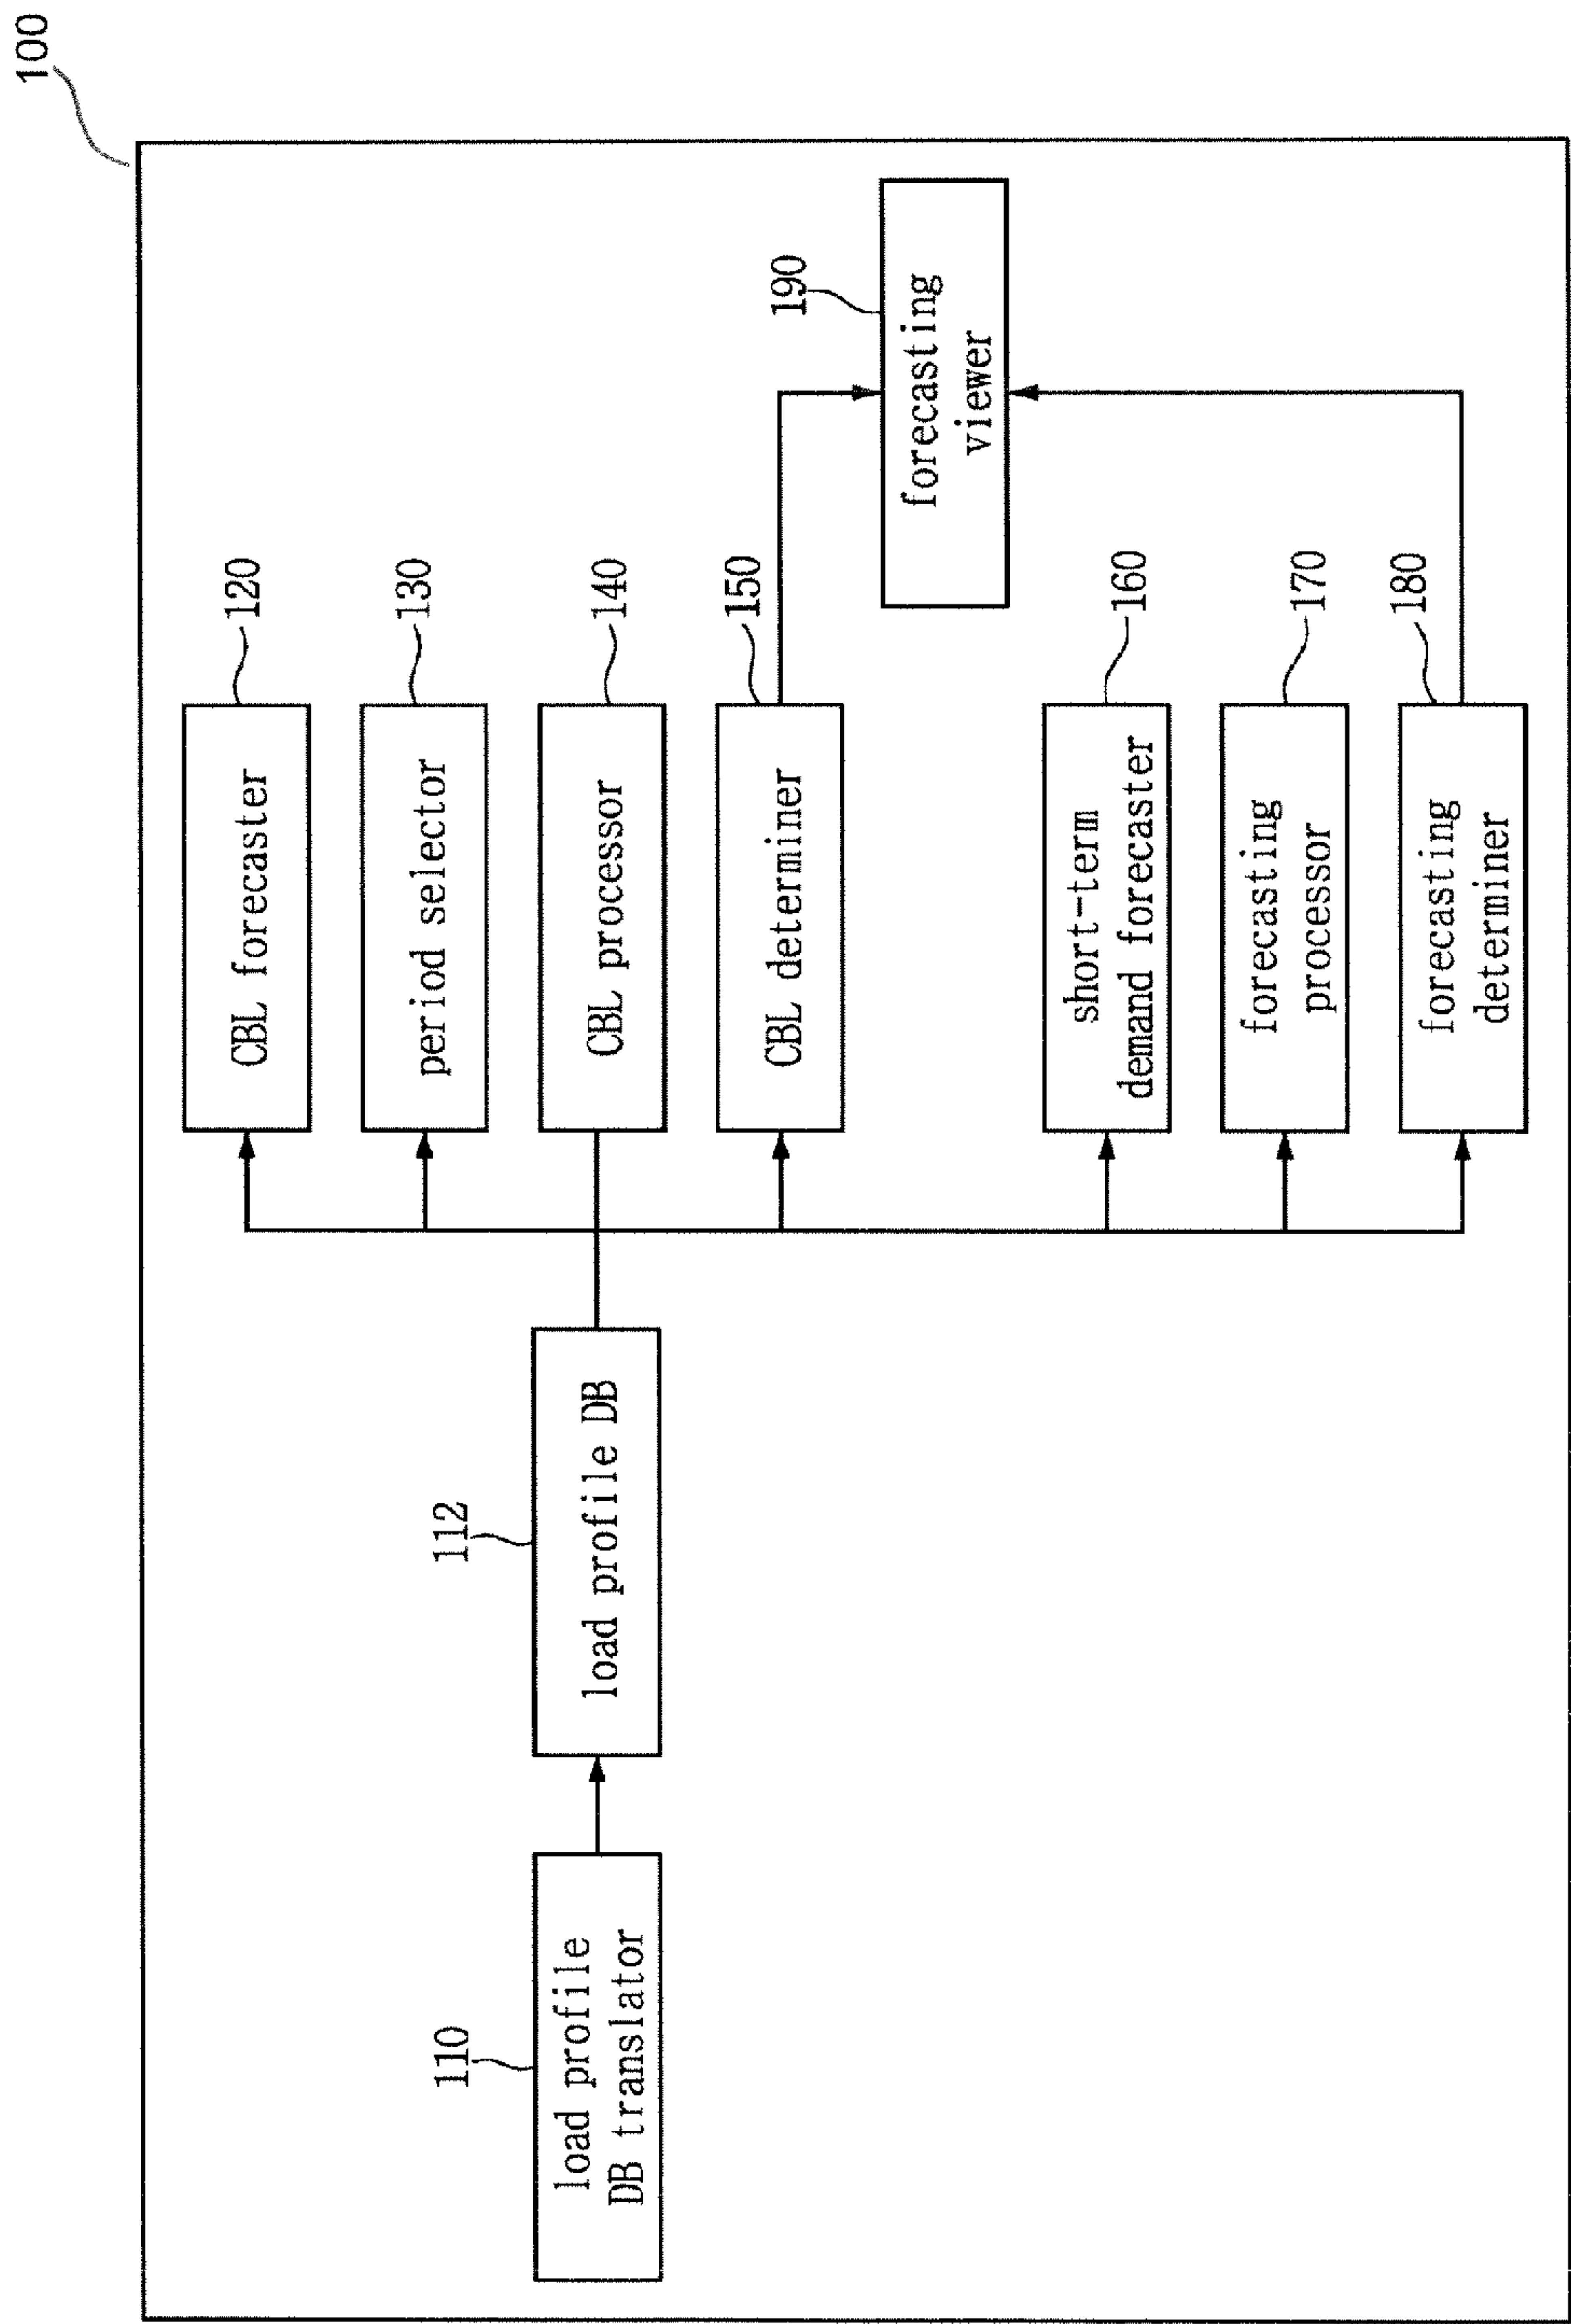 100
110
load profile
DB translator
112
load profile DB
120
CBL forecaster
130
period selector
140
CBL processor
150
CBL determiner
160
short-term
demand forecaster
170
forecasting
processor
180
forecasting
determiner
190
forecasting
viewer